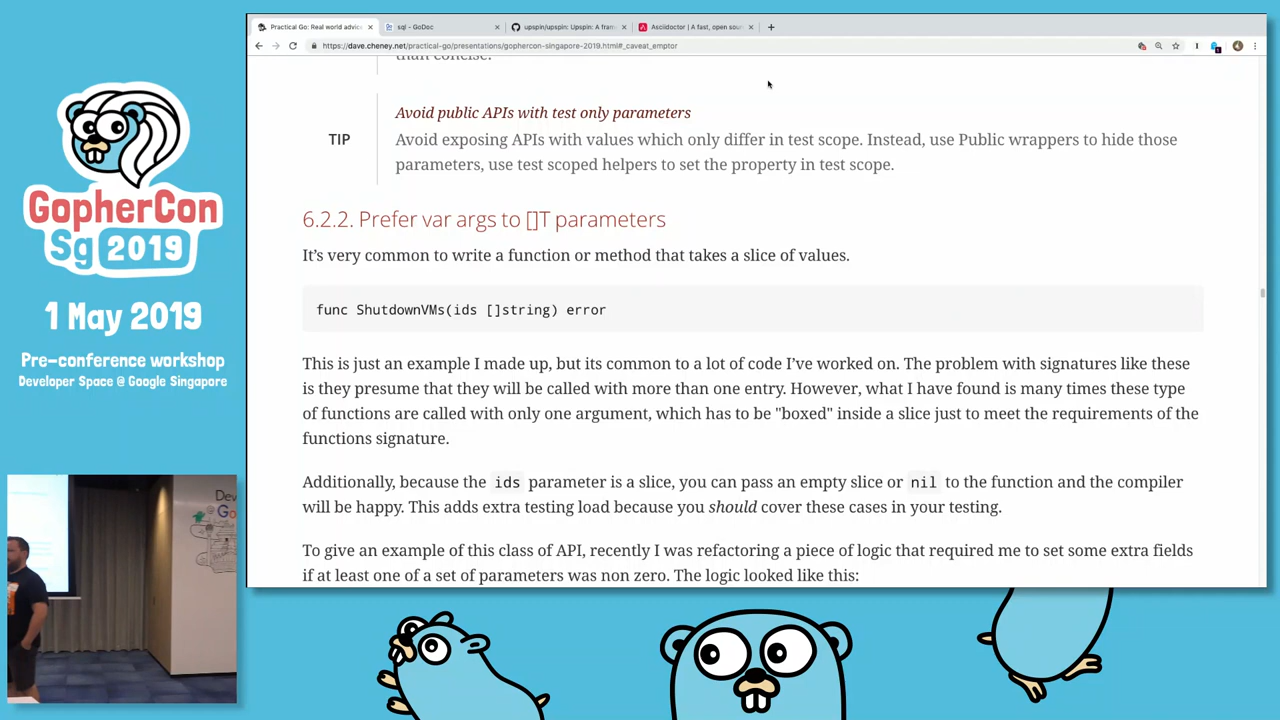 Practical Go: Real world advic
sql - GoDoc
upspin/upspin: Upspin: A fram
Asciidoctor | A fast, open sou
https://dave.cheney.net/practical-go/presentations/gophercon-singapore-2019.html#_caveat_emptor
than concise.
Avoid public APIs with test only parameters
TIP
Avoid exposing APIs with values which only differ in test scope. Instead, use Public wrappers to hide those
parameters, use test scoped helpers to set the property in test scope.
6.2.2. Prefer var args to []T parameters
It’s very common to write a function or method that takes a slice of values.
func ShutdownVMs(ids []string) error
This is just an example I made up, but its common to a lot of code I’ve worked on. The problem with signatures like these
is they presume that they will be called with more than one entry. However, what I have found is many times these type
of functions are called with only one argument, which has to be "boxed" inside a slice just to meet the requirements of the
functions signature.
Additionally, because the ids parameter is a slice, you can pass an empty slice or nil to the function and the compiler
will be happy. This adds extra testing load because you should cover these cases in your testing.
To give an example of this class of API, recently I was refactoring a piece of logic that required me to set some extra fields
if at least one of a set of parameters was non zero. The logic looked like this:
GopherCon
Sg 2019
1 May 2019
Pre-conference workshop
Developer Space @ Google Singapore